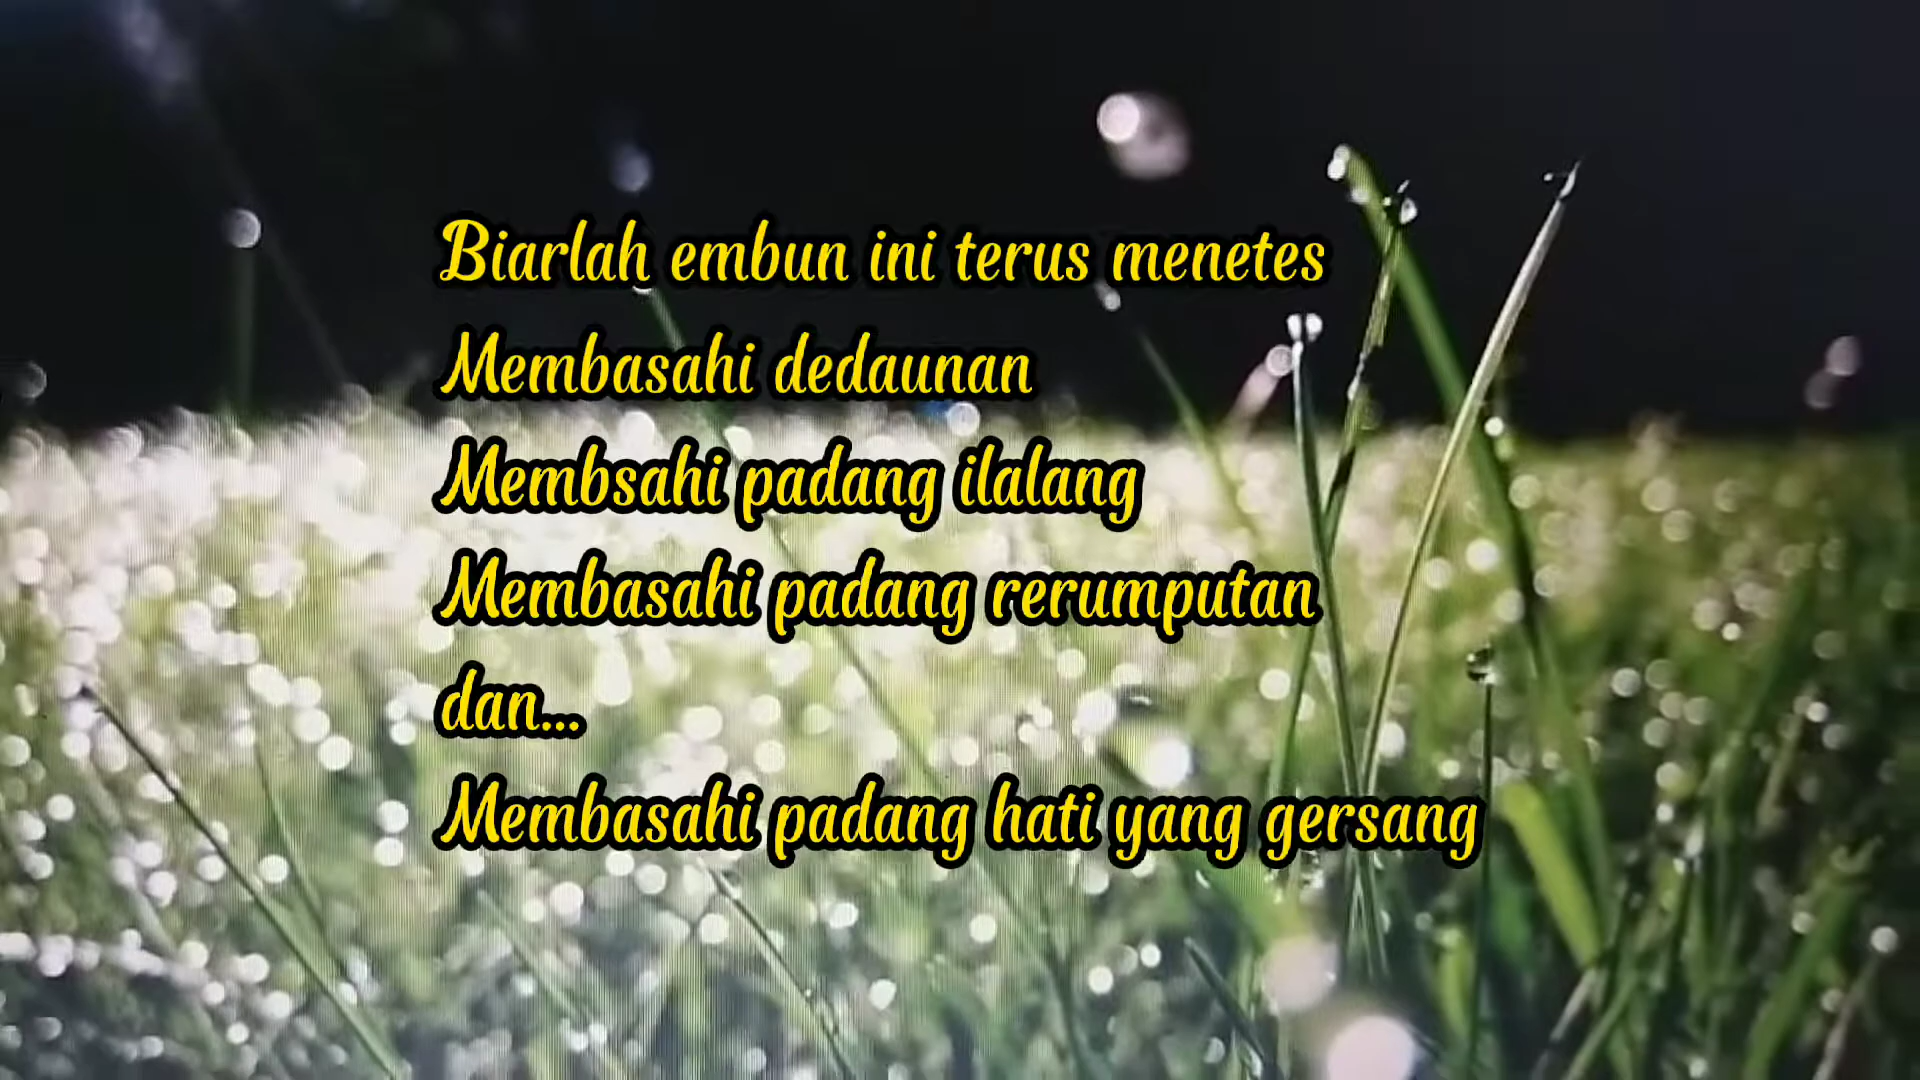 Biarlah embun ini terus menetes
Membasahi dedaunan
Membsahi padang ilalang
Membasahi padang rerumputan
dan...
Membasahi padang hati yang gersang